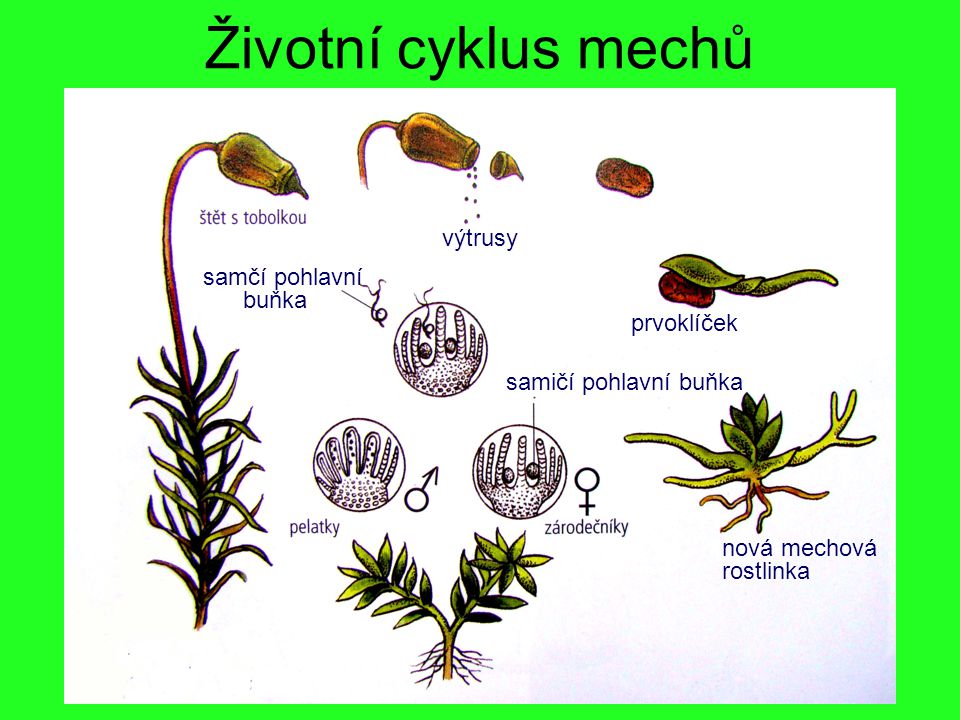 Životní cyklus mechů
štět s tobolkou
výtrusy
samčí pohlavní
buňka
prvoklíček
samičí pohlavní buňka
pelatky
zárodečníky
nová mechová
rostlinka